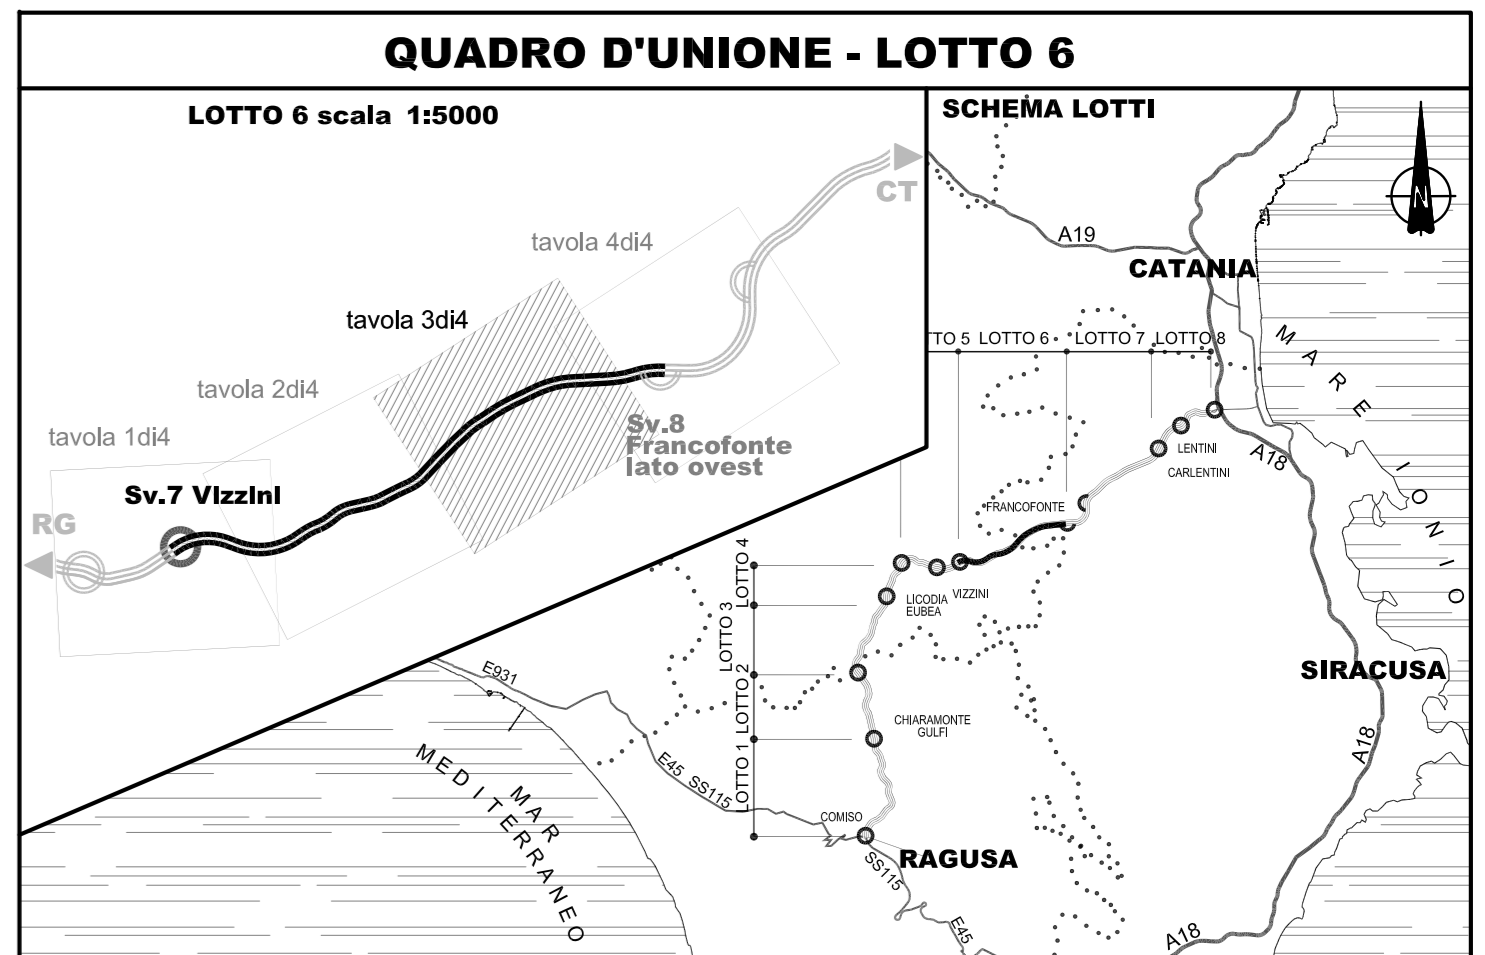 QUADRO D'UNIONE - LOTTO 6
LOTTO 6 scala 1:5000
CT
tavola 4di4
tavola 3di4
tavola 2di4
tavola 1di4
Sv.8
Francofonte
lato ovest
Sv.7 Vizzini
RG
SCHEMA LOTTI
N
A19
CATANIA
TTO 5
LOTTO 6
LOTTO 7
LOTTO 8
MARE
IONIO
LENTINI
CARLENTINI
A18
FRANCOFONTE
LICODIA
EUBEA
VIZZINI
LOTTO 4
LOTTO 3
LOTTO 2
LOTTO 1
SIRACUSA
E931
CHIARAMONTE
GULFI
A18
E45 SS115
MAR
MEDITERRANEO
COMISO
RAGUSA
SS115
E45
A18